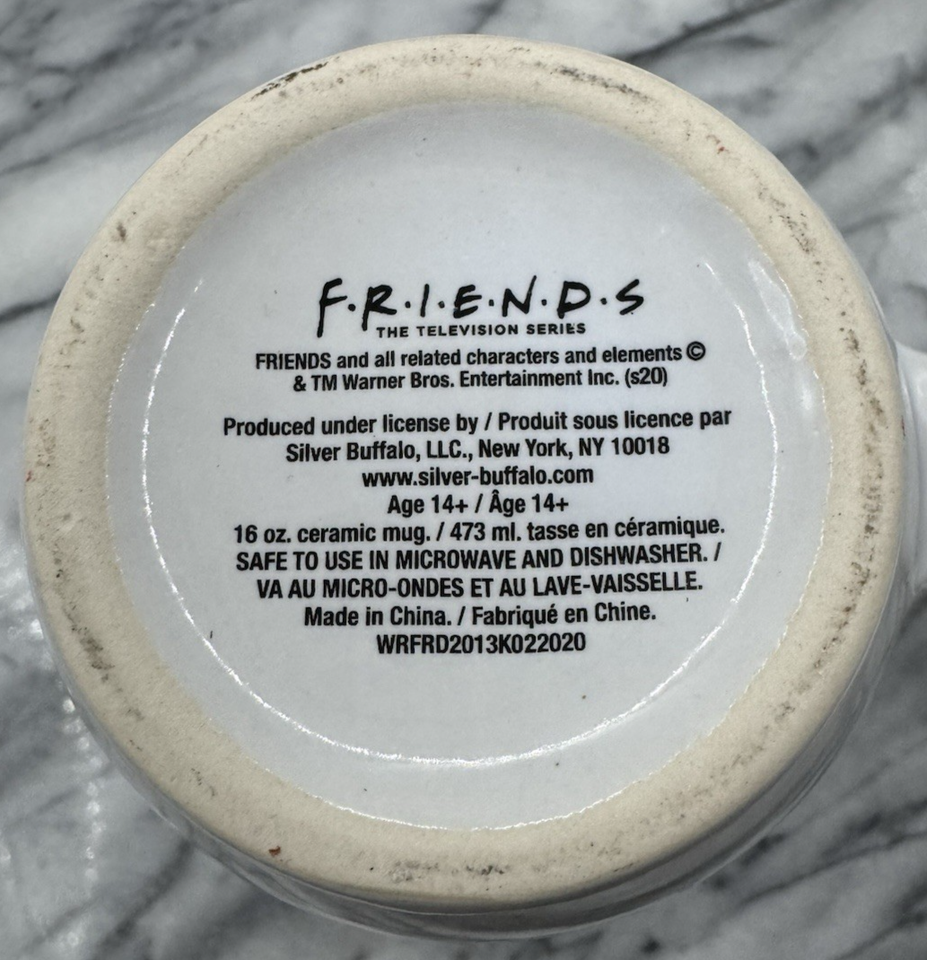 F·R·I·E·N·D·S
THE TELEVISION SERIES
FRIENDS and all related characters and elements ©
& TM Warner Bros. Entertainment Inc. (s20)
Produced under license by / Produit sous licence par
Silver Buffalo, LLC., New York, NY 10018
www.silver-buffalo.com
Age 14+ / Âge 14+
16 oz. ceramic mug. / 473 ml. tasse en céramique.
SAFE TO USE IN MICROWAVE AND DISHWASHER. /
VA AU MICRO-ONDES ET AU LAVE-VAISSELLE.
Made in China. / Fabriqué en Chine.
WRFRD2013K022020